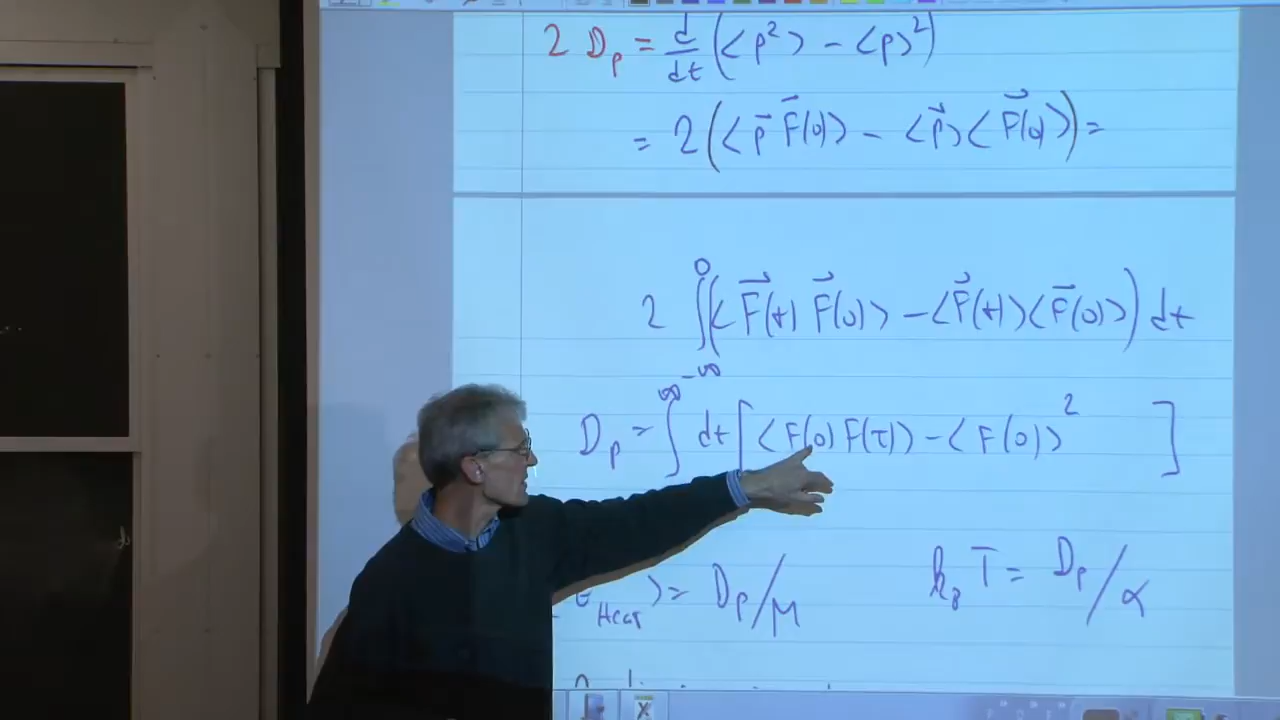 2 D_p = d/dt (<p²> - <p>²)
= 2 (<p⃗ F⃗(0)> - <p⃗><F⃗(0)>) =
2 ∫_{-∞}^{0} (<F⃗(t) F⃗(0)> - <F⃗(t)><F⃗(0)>) dt
D_p = ∫^{∞} dt [<F(0) F(τ)> - <F(0)>²]
Heat >= D_p/M k_B T = D_p/α